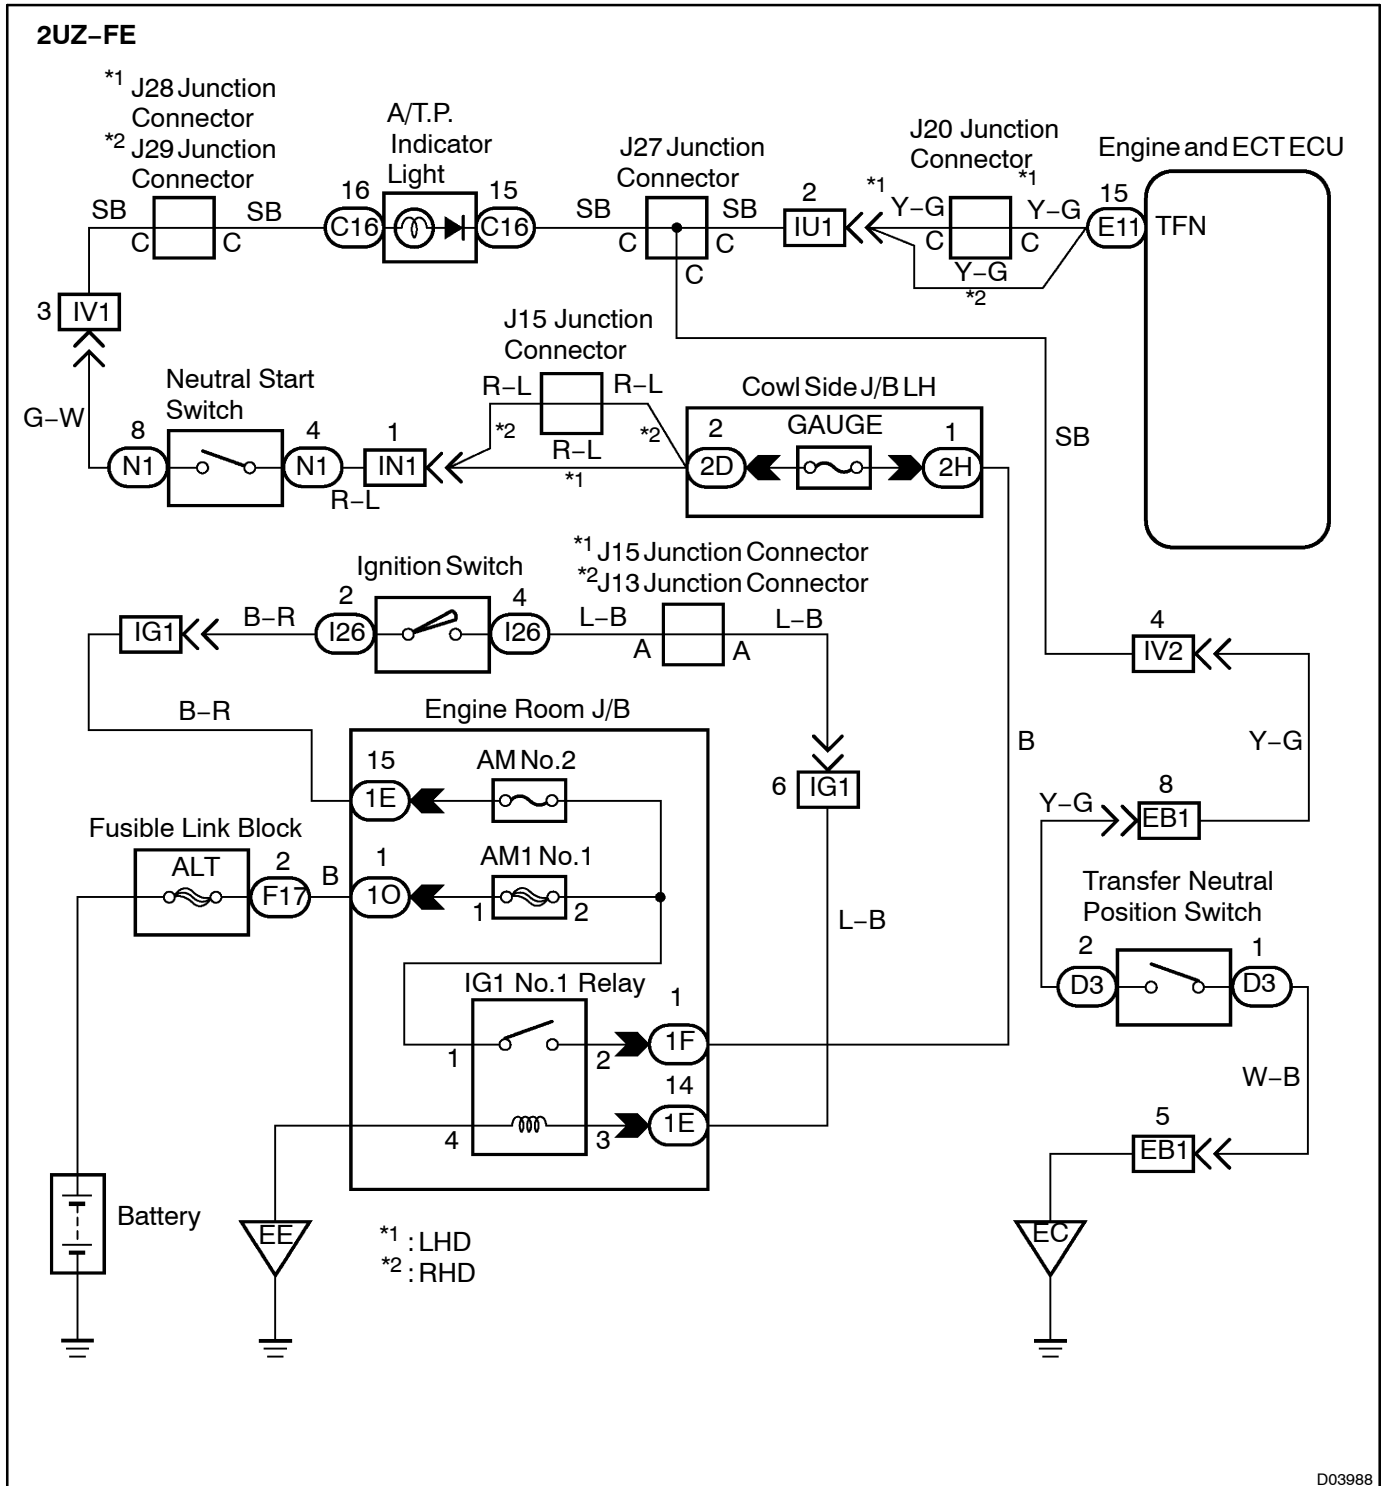 2UZ–FE
*1 J28 Junction
Connector
*2 J29 Junction
Connector
A/T.P.
Indicator
Light
J27 Junction
Connector
J20 Junction
Connector
Engine and ECT ECU
SB
C
C
SB
16
C16
15
C16
SB
C
SB
C
C
2
IU1
*1
Y–G
C
*1
Y–G
C
Y–G
*2
15
E11
TFN
3
IV1
G–W
Neutral Start
Switch
8
N1
4
N1
R–L
1
IN1
J15 Junction
Connector
R–L
R–L
*2
*2
R–L
*1
Cowl Side J/B LH
GAUGE
2
2D
1
2H
SB
Ignition Switch
*1 J15 Junction Connector
*2 J13 Junction Connector
IG1
B–R
2
I26
4
I26
L–B
A
A
L–B
4
IV2
B–R
Engine Room J/B
B
Y–G
15
1E
AM No.2
6
IG1
Y–G
8
EB1
Fusible Link Block
ALT
2
F17
B
1
1O
AM1 No.1
1
2
L–B
Transfer Neutral
Position Switch
2
D3
1
D3
IG1 No.1 Relay
1
2
1
1F
W–B
4
3
14
1E
5
EB1
Battery
EE
EC
*1 : LHD
*2 : RHD
D03988